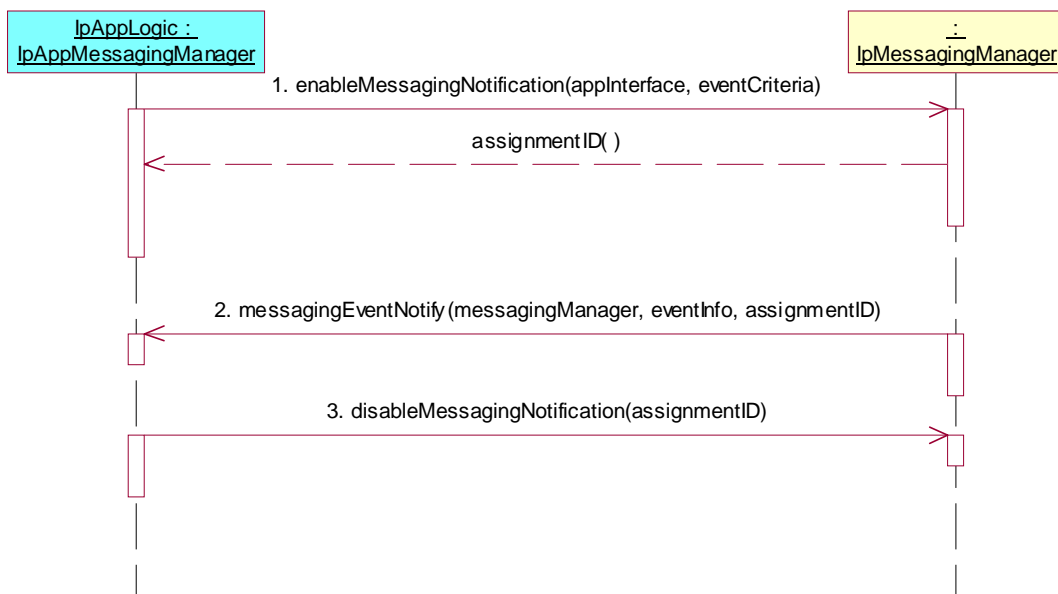 IpAppLogic :
IpAppMessagingManager
:
IpMessagingManager
1. enableMessagingNotification(appInterface, eventCriteria)
assignmentID( )
2. messagingEventNotify(messagingManager, eventInfo, assignmentID)
3. disableMessagingNotification(assignmentID)